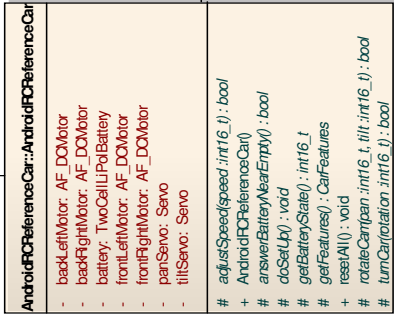 AndroidRCReferenceCar::AndroidRCReferenceCar
- backLeftMotor: AF_DCMotor
- backRightMotor: AF_DCMotor
- battery: TwoCellLiPolBattery
- frontLeftMotor: AF_DCMotor
- frontRightMotor: AF_DCMotor
- panServo: Servo
- tiltServo: Servo
# adjustSpeed(speed :int16_t) : bool
+ AndroidRCReferenceCar()
# answerBatteryNearEmpty() : bool
# doSetUp() : void
# getBatteryState() : int16_t
# getFeatures() : CarFeatures
+ resetAll() : void
# rotateCar(pan :int16_t, tilt :int16_t) : bool
# turnCar(rotation :int16_t) : bool